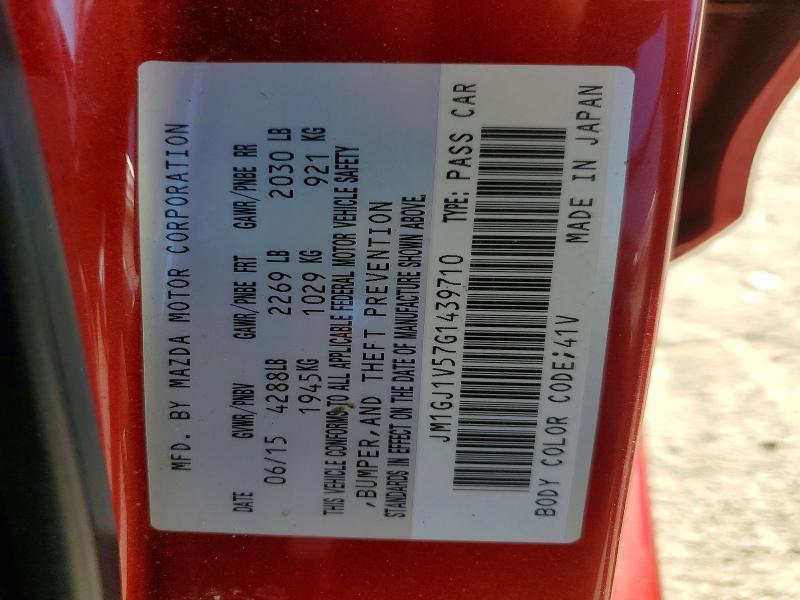 MFD. BY MAZDA MOTOR CORPORATION
DATE GVWR/PNBV GAWR/PNBE FRT GAWR/PNBE RR
06/15 4288LB 2269 LB 2030 LB
1945KG 1029 KG 921 KG
THIS VEHICLE CONFORMS TO ALL APPLICABLE FEDERAL MOTOR VEHICLE SAFETY
,BUMPER,AND THEFT PREVENTION
STANDARDS IN EFFECT ON THE DATE OF MANUFACTURE SHOWN ABOVE.
JM1GJ1V57G1439710 TYPE: PASS CAR
BODY COLOR CODE;41V MADE IN JAPAN